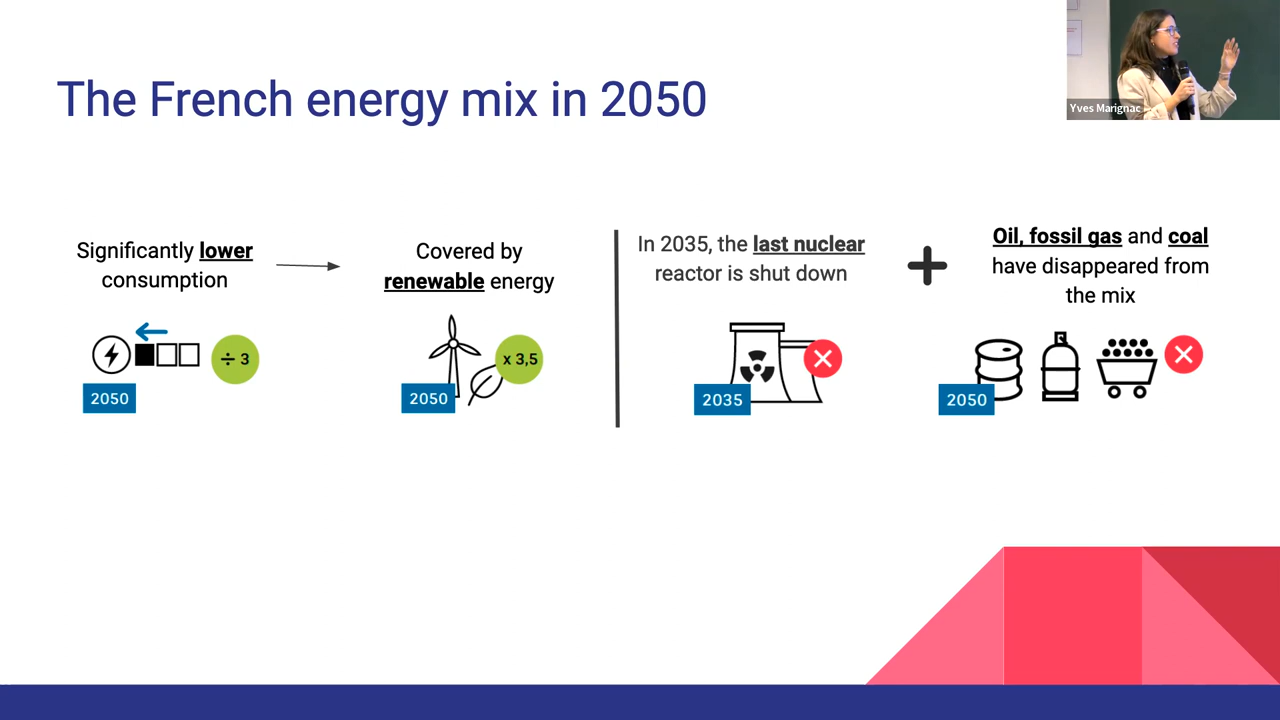 The French energy mix in 2050
Yves Marignac
Significantly lower
consumption
÷ 3
2050
Covered by
renewable energy
x 3,5
2050
In 2035, the last nuclear
reactor is shut down
2035
Oil, fossil gas and coal
have disappeared from
the mix
2050